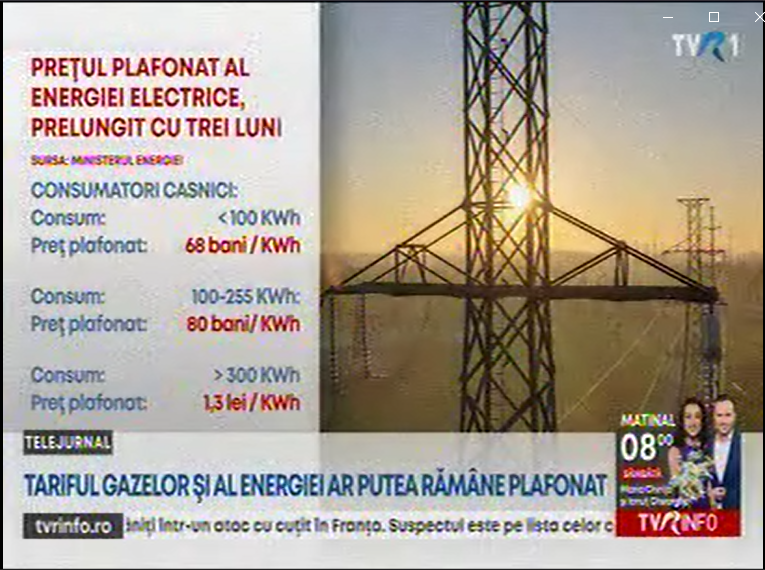 TVR 1
PREŢUL PLAFONAT AL
ENERGIEI ELECTRICE,
PRELUNGIT CU TREI LUNI
SURSA: MINISTERUL ENERGIEI
CONSUMATORI CASNICI:
Consum: <100 KWh
Preţ plafonat: 68 bani / KWh
Consum: 100-255 KWh:
Preţ plafonat: 80 bani/ KWh
Consum: > 300 KWh
Preţ plafonat: 1,3 lei / KWh
MATINAL
08⁰⁰
SÂMBĂTĂ
TELEJURNAL
TARIFUL GAZELOR ŞI AL ENERGIEI AR PUTEA RĂMÂNE PLAFONAT
tvrinfo.ro ăniţi într-un atac cu cuţit în Franţa. Suspectul este pe lista celor c
TVR INFO